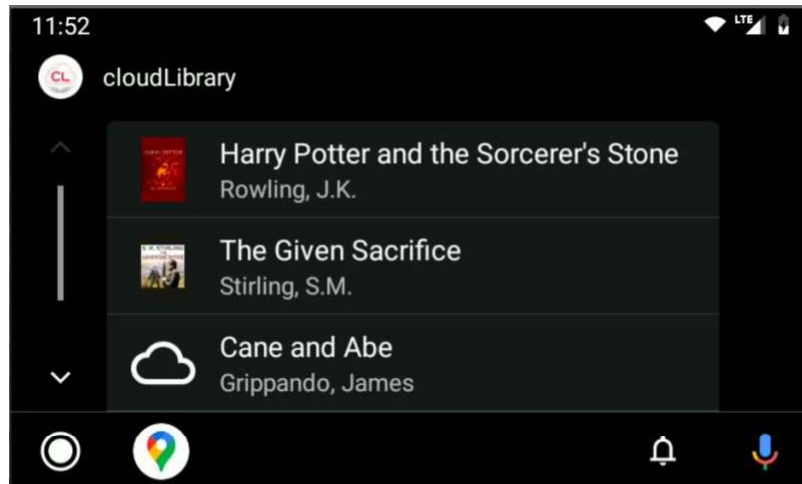 11:52
LTE
CL
cloudLibrary
Harry Potter and the Sorcerer's Stone
Rowling, J.K.
The Given Sacrifice
Stirling, S.M.
Cane and Abe
Grippando, James